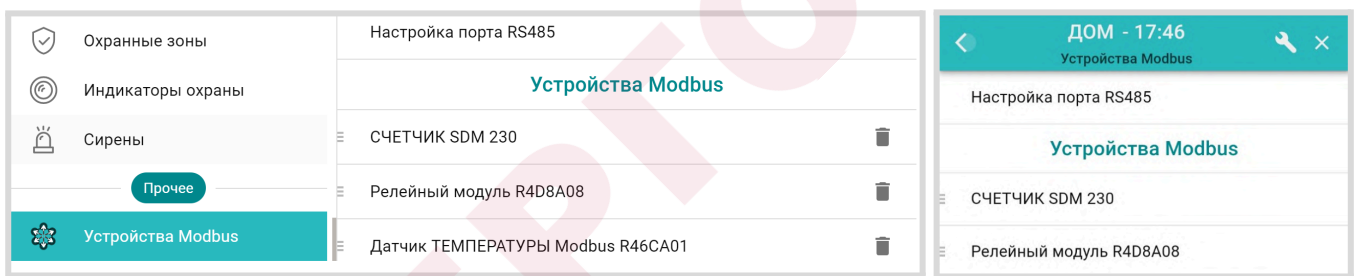 Охранные зоны
Индикаторы охраны
Сирены
Прочее
Устройства Modbus
Настройка порта RS485
Устройства Modbus
СЧЕТЧИК SDM 230
Релейный модуль R4D8A08
Датчик ТЕМПЕРАТУРЫ Modbus R46CA01
ДОМ - 17:46
Устройства Modbus
Настройка порта RS485
Устройства Modbus
СЧЕТЧИК SDM 230
Релейный модуль R4D8A08